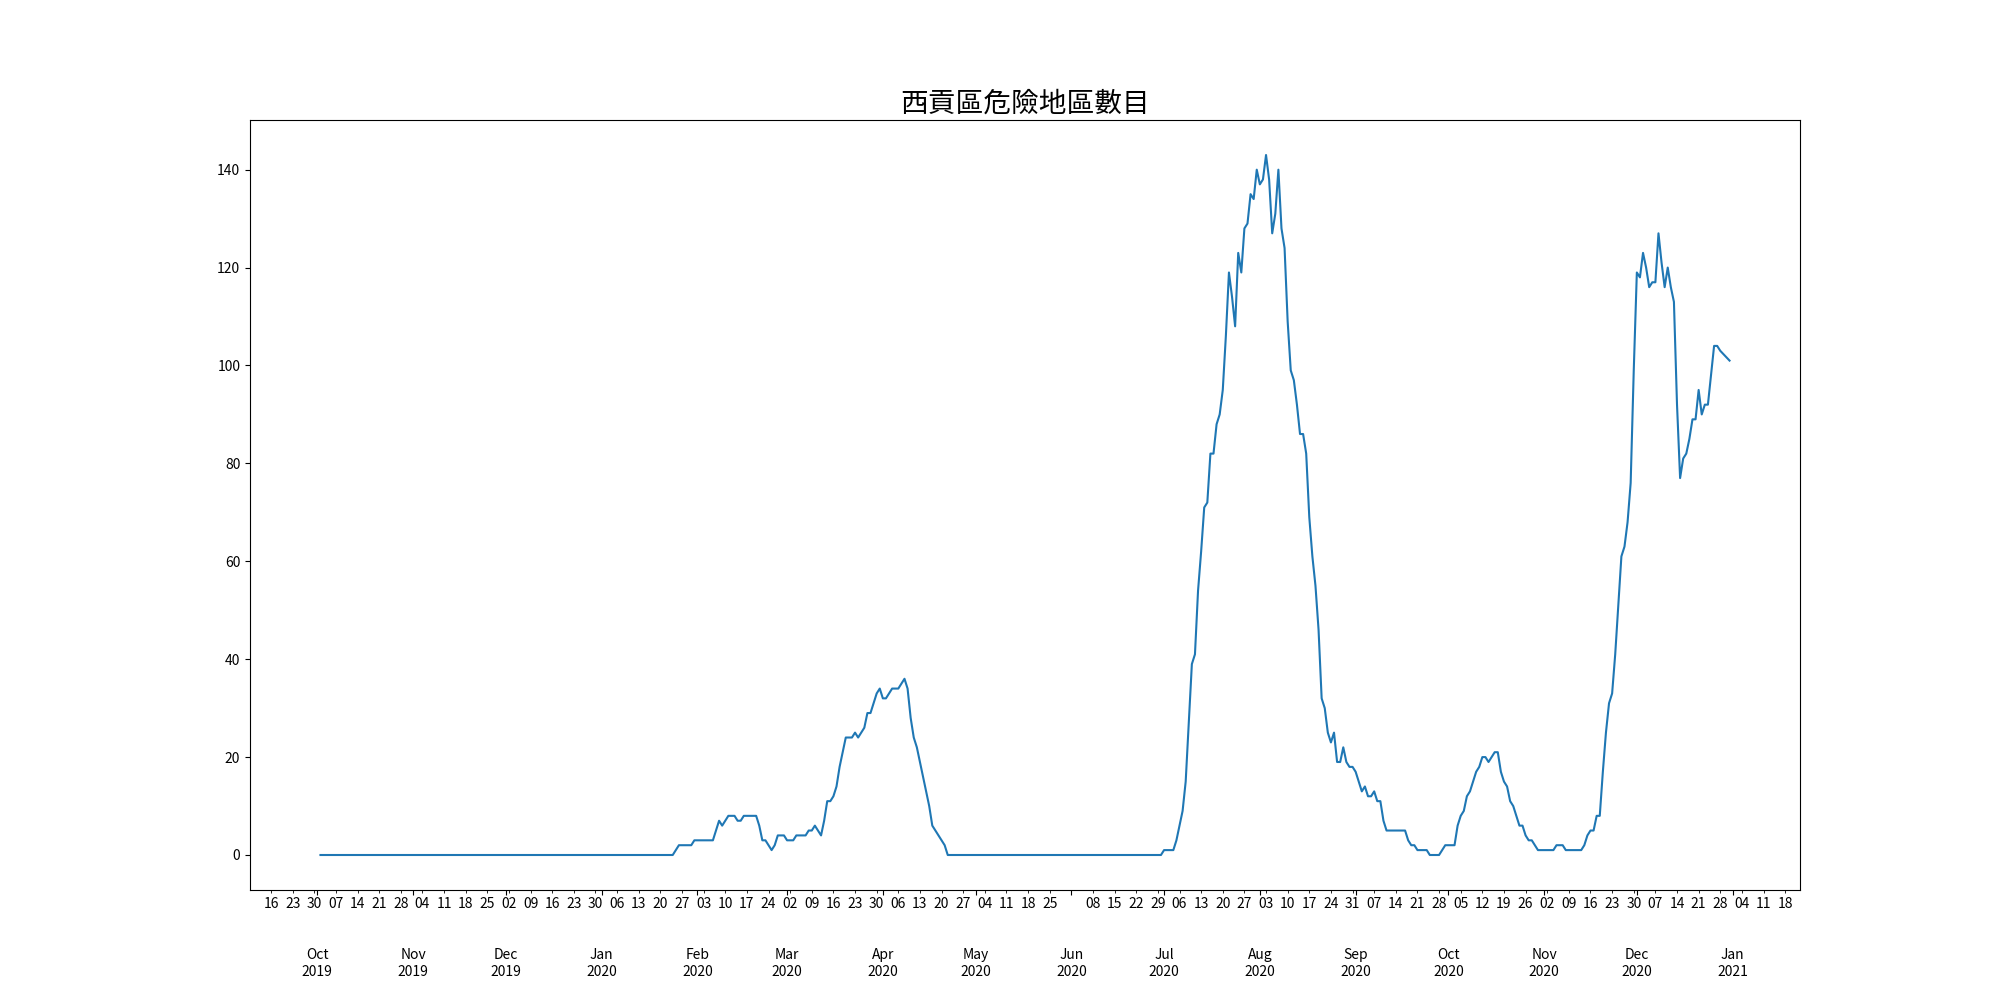 西貢區危險地區數目
140
120
100
80
60
40
20
0
16 23 30 07 14 21 28 04 11 18 25 02 09 16 23 30 06 13 20 27 03 10 17 24 02 09 16 23 30 06 13 20 27 04 11 18 25 08 15 22 29 06 13 20 27 03 10 17 24 31 07 14 21 28 05 12 19 26 02 09 16 23 30 07 14 21 28 04 11 18
Oct Nov Dec Jan Feb Mar Apr May Jun Jul Aug Sep Oct Nov Dec Jan
2019 2019 2019 2020 2020 2020 2020 2020 2020 2020 2020 2020 2020 2020 2020 2021